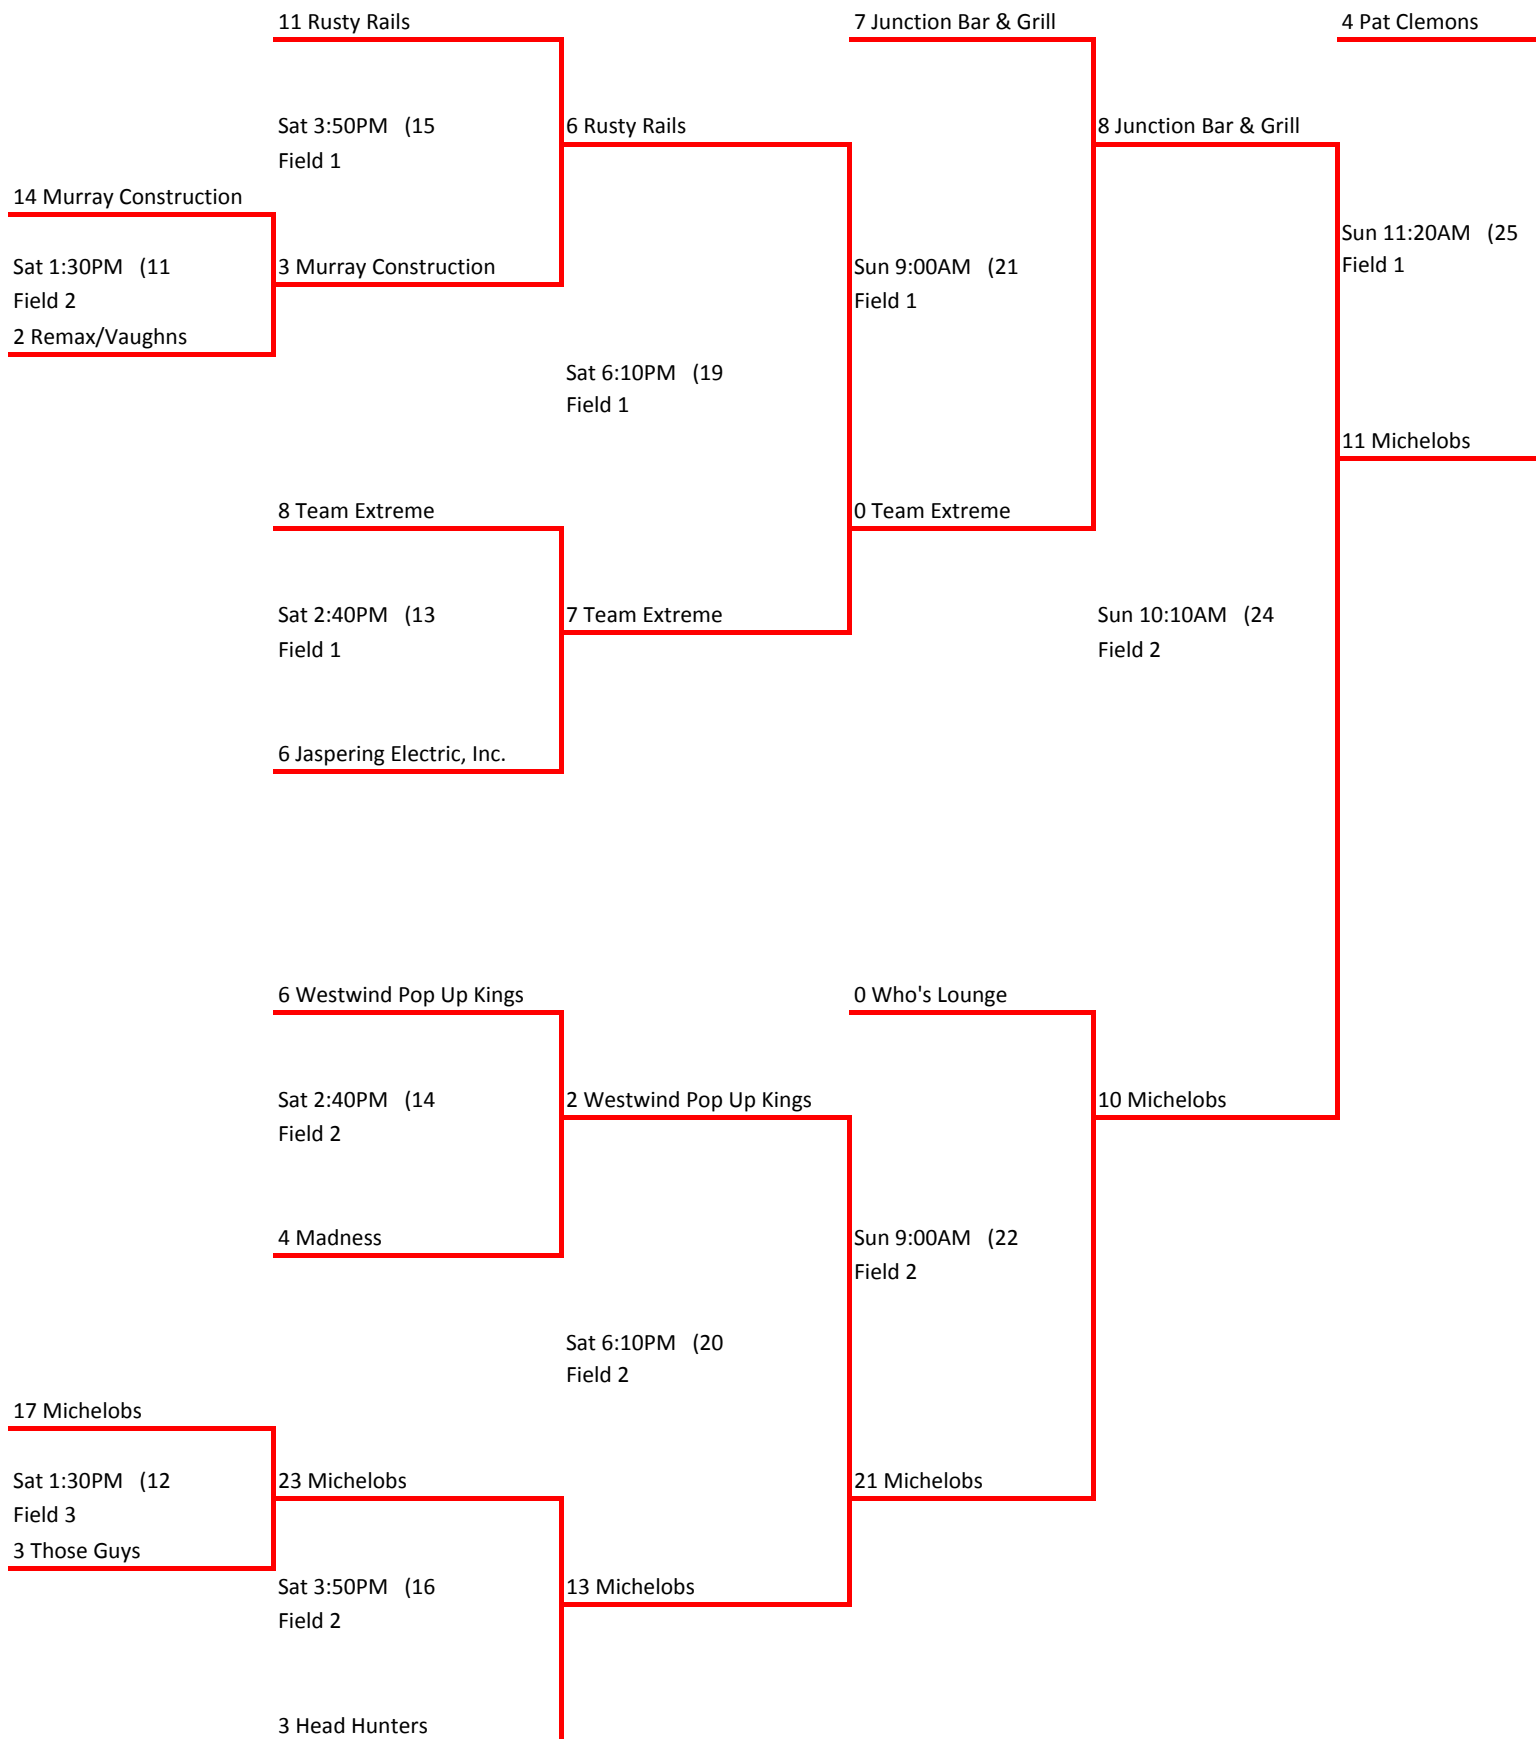 11 Rusty Rails
7 Junction Bar & Grill
4 Pat Clemons
Sat 3:50PM (15
Field 1
6 Rusty Rails
8 Junction Bar & Grill
14 Murray Construction
Sat 1:30PM (11
Field 2
2 Remax/Vaughns
3 Murray Construction
Sun 9:00AM (21
Field 1
Sun 11:20AM (25
Field 1
Sat 6:10PM (19
Field 1
11 Michelobs
8 Team Extreme
0 Team Extreme
Sat 2:40PM (13
Field 1
7 Team Extreme
Sun 10:10AM (24
Field 2
6 Jaspering Electric, Inc.
6 Westwind Pop Up Kings
0 Who's Lounge
Sat 2:40PM (14
Field 2
2 Westwind Pop Up Kings
10 Michelobs
4 Madness
Sun 9:00AM (22
Field 2
Sat 6:10PM (20
Field 2
17 Michelobs
Sat 1:30PM (12
Field 3
3 Those Guys
23 Michelobs
21 Michelobs
Sat 3:50PM (16
Field 2
13 Michelobs
3 Head Hunters